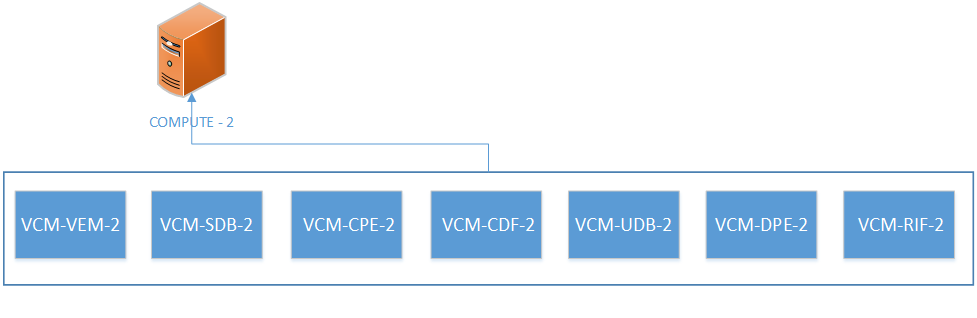 COMPUTE - 2
VCM-VEM-2
VCM-SDB-2
VCM-CPE-2
VCM-CDF-2
VCM-UDB-2
VCM-DPE-2
VCM-RIF-2